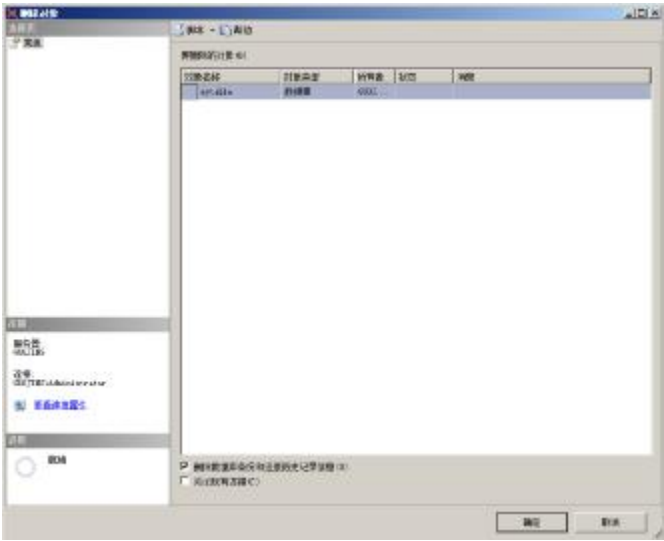 删除对象
选择页
常规
脚本 帮助
要删除的对象(O)
对象名称 对象类型 所有者 状态 消息
数据库
连接
服务器:
连接:
查看连接属性
进度
就绪
删除数据库备份和还原历史记录信息(D)
关闭现有连接(C)
确定 取消